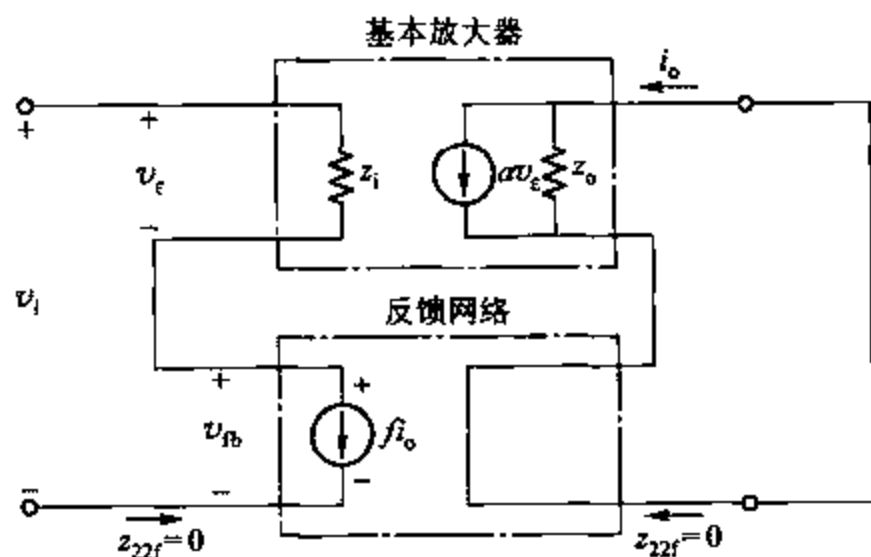 基本放大器
i_o
+
+
v_ε
z_i
av_ε
z_o
−
v_i
反馈网络
+
+
v_fb
fi_o
−
−
−
z_22f=0
z_22f=0